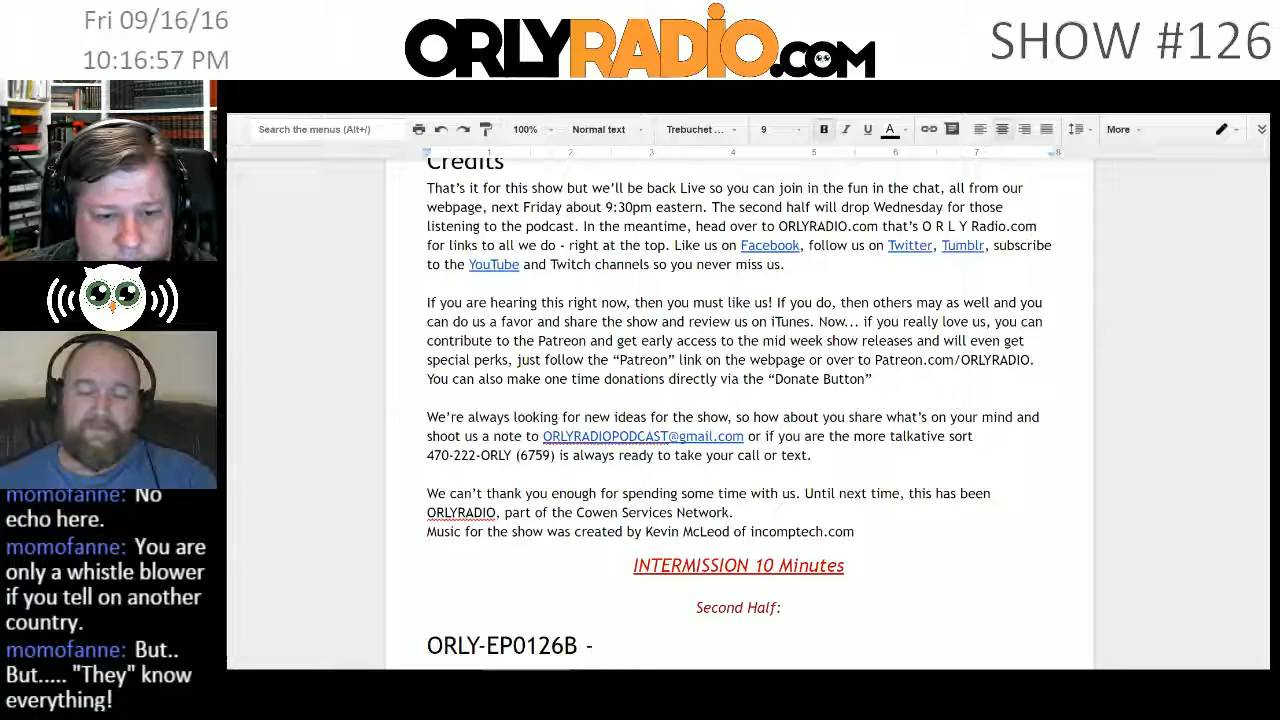 Fri 09/16/16
10:16:57 PM
ORLYRADIO.COM
SHOW #126
Search the menus (Alt+/)
100%
Normal text
Trebuchet ...
9
B
I
U
A
More
1
2
3
4
5
6
7
8
Credits
That's it for this show but we'll be back Live so you can join in the fun in the chat, all from our
webpage, next Friday about 9:30pm eastern. The second half will drop Wednesday for those
listening to the podcast. In the meantime, head over to ORLYRADIO.com that's O R L Y Radio.com
for links to all we do - right at the top. Like us on Facebook, follow us on Twitter, Tumblr, subscribe
to the YouTube and Twitch channels so you never miss us.
If you are hearing this right now, then you must like us! If you do, then others may as well and you
can do us a favor and share the show and review us on iTunes. Now... if you really love us, you can
contribute to the Patreon and get early access to the mid week show releases and will even get
special perks, just follow the “Patreon” link on the webpage or over to Patreon.com/ORLYRADIO.
You can also make one time donations directly via the “Donate Button”
We're always looking for new ideas for the show, so how about you share what's on your mind and
shoot us a note to ORLYRADIOPODCAST@gmail.com or if you are the more talkative sort
470-222-ORLY (6759) is always ready to take your call or text.
We can't thank you enough for spending some time with us. Until next time, this has been
ORLYRADIO, part of the Cowen Services Network.
Music for the show was created by Kevin McLeod of incomptech.com
INTERMISSION 10 Minutes
Second Half:
ORLY-EP0126B -
momofanne: No
echo here.
momofanne: You are
only a whistle blower
if you tell on another
country.
momofanne: But..
But..... "They" know
everything!